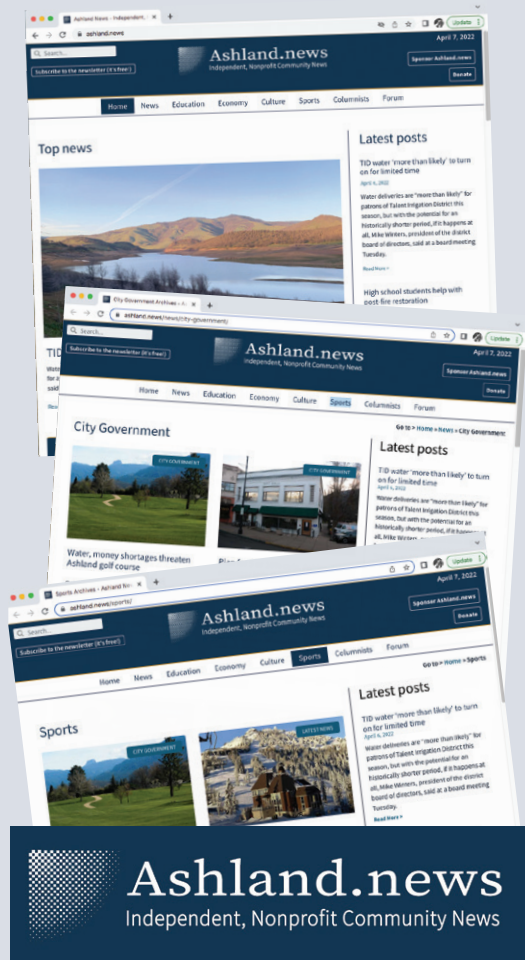 Ashland News - Independent,
Update
ashland.news
April 7, 2022
Search...
Subscribe to the newsletter (it's free!)
Ashland.news
Independent, Nonprofit Community News
Sponsor Ashland.news
Donate
Home News Education Economy Culture Sports Columnists Forum
Top news
Latest posts
TID water 'more than likely' to turn
on for limited time
April 6, 2022
Water deliveries are "more than likely" for
patrons of Talent Irrigation District this
season, but with the potential for an
historically shorter period, if it happens at
all, Mike Winters, president of the district
board of directors, said at a board meeting
Tuesday.
Read More »
High school students help with
post-fire restoration
TID
City Government Archives - A
Update
ashland.news/news/city-government/
April 7, 2022
Search...
Subscribe to the newsletter (it's free!)
Ashland.news
Independent, Nonprofit Community News
Sponsor Ashland.news
Donate
Home News Education Economy Culture Sports Columnists Forum
Go to > Home » News » City Government
City Government
Latest posts
CITY GOVERNMENT
CITY GOVERNMENT
TID water 'more than likely' to turn
on for limited time
April 6, 2022
Water deliveries are "more than likely" for
patrons of Talent Irrigation District this
season, but with the potential for an
historically shorter period, if it happens at
all, Mike Winters,
Water, money shortages threaten
Ashland golf course
Sports Archives - Ashland New
Update
ashland.news/sports/
April 7, 2022
Search...
Subscribe to the newsletter (it's free!)
Ashland.news
Independent, Nonprofit Community News
Sponsor Ashland.news
Donate
Home News Education Economy Culture Sports Columnists Forum
Go to > Home » Sports
Sports
Latest posts
CITY GOVERNMENT
LATEST NEWS
TID water 'more than likely' to turn
on for limited time
April 6, 2022
Water deliveries are "more than likely" for
patrons of Talent Irrigation District this
season, but with the potential for an
historically shorter period, if it happens at
all, Mike Winters, president of the district
board of directors, said at a board meeting
Tuesday.
Read More »
Ashland.news
Independent, Nonprofit Community News